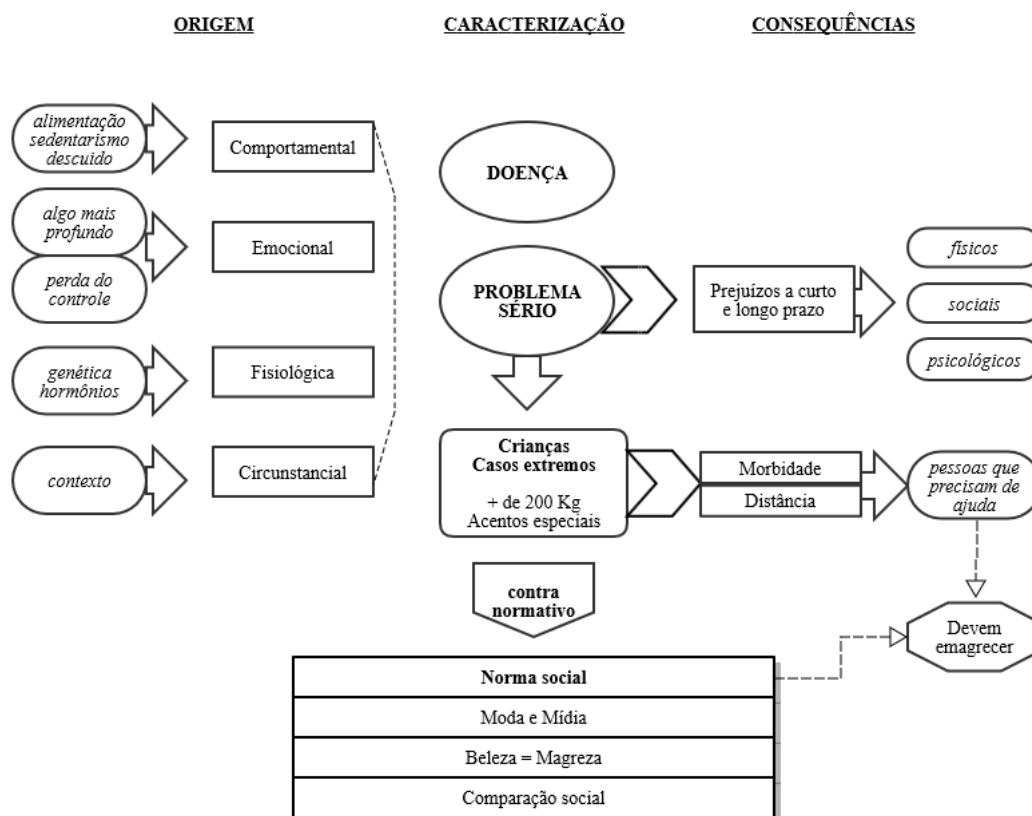 ORIGEM
CARACTERIZAÇÃO
CONSEQUÊNCIAS
alimentação
sedentarismo
descuido
Comportamental
algo mais
profundo
perda do
controle
Emocional
genética
hormônios
Fisiológica
contexto
Circunstancial
DOENÇA
PROBLEMA
SÉRIO
Prejuízos a curto
e longo prazo
físicos
sociais
psicológicos
Crianças
Casos extremos
+ de 200 Kg
Acentos especiais
Morbidade
Distância
pessoas que
precisam de
ajuda
contra
normativo
Devem
emagrecer
Norma social
Moda e Mídia
Beleza = Magreza
Comparação social